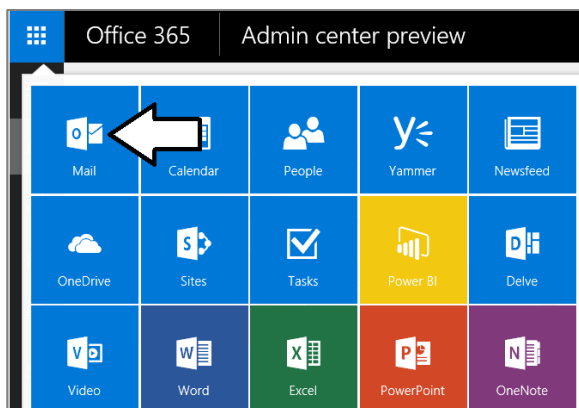 Office 365 Admin center preview
Mail Calendar People Yammer Newsfeed
OneDrive Sites Tasks Power BI Delve
Video Word Excel PowerPoint OneNote